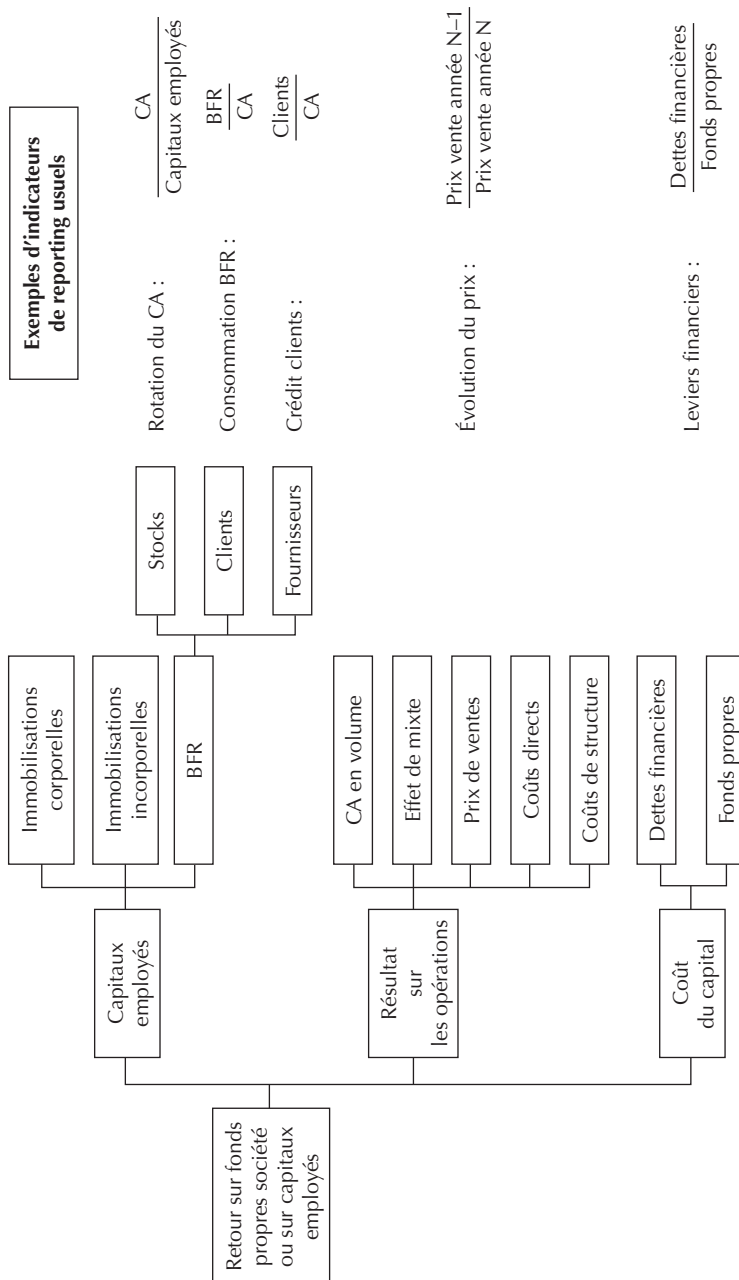 Exemples d'indicateurs
de reporting usuels
Retour sur fonds
propres société
ou sur capitaux
employés
Capitaux
employés
Immobilisations
corporelles
Immobilisations
incorporelles
BFR
Stocks
Clients
Fournisseurs
Rotation du CA :
CA
Capitaux employés
Consommation BFR :
BFR
CA
Crédit clients :
Clients
CA
Résultat
sur
les opérations
CA en volume
Effet de mixte
Prix de ventes
Coûts directs
Coûts de structure
Évolution du prix :
Prix vente année N–1
Prix vente année N
Coût
du capital
Dettes financières
Fonds propres
Leviers financiers :
Dettes financières
Fonds propres